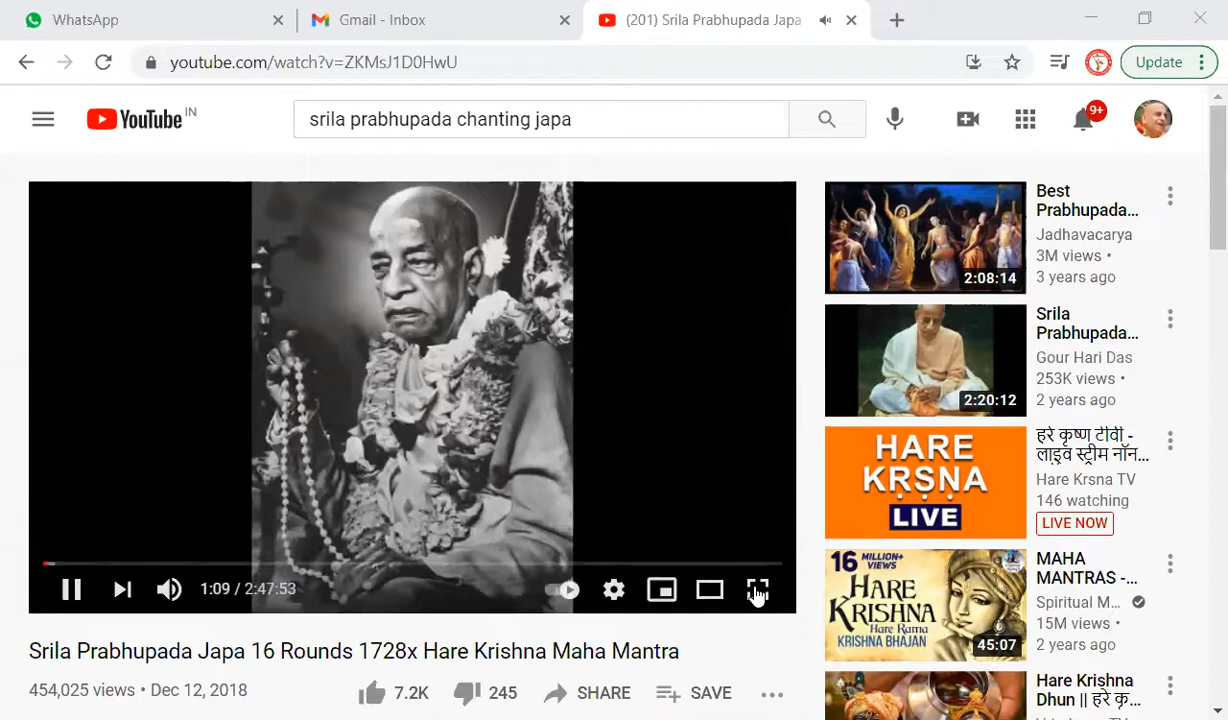 WhatsApp
Gmail - Inbox
(201) Srila Prabhupada Japa
youtube.com/watch?v=ZKMsJ1D0HwU
Update
YouTube IN
srila prabhupada chanting japa
9+
1:09 / 2:47:53
Srila Prabhupada Japa 16 Rounds 1728x Hare Krishna Maha Mantra
454,025 views • Dec 12, 2018
7.2K
245
SHARE
SAVE
2:08:14
Best
Prabhupada...
Jadhavacarya
3M views •
3 years ago
2:20:12
Srila
Prabhupada...
Gour Hari Das
253K views •
2 years ago
HARE
KṚṢṆA
LIVE
हरे कृष्ण टीवी -
लाइव स्ट्रीम नॉन...
Hare Krsna TV
146 watching
LIVE NOW
16 MILLION+
VIEWS
HARE
KRISHNA
Hare Rama
KRISHNA BHAJAN
45:07
MAHA
MANTRAS -...
Spiritual M...
15M views •
2 years ago
Hare Krishna
Dhun || हरे कृ...